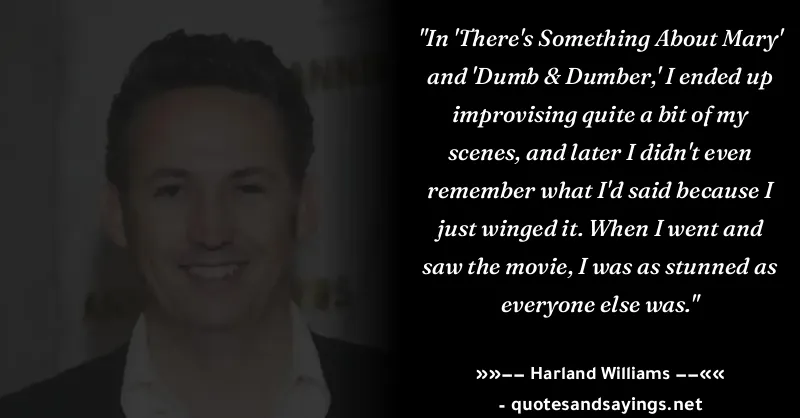 "In 'There's Something About Mary'
and 'Dumb & Dumber,' I ended up
improvising quite a bit of my
scenes, and later I didn't even
remember what I'd said because I
just winged it. When I went and
saw the movie, I was as stunned as
everyone else was."
»»−− Harland Williams −−««
- quotesandsayings.net